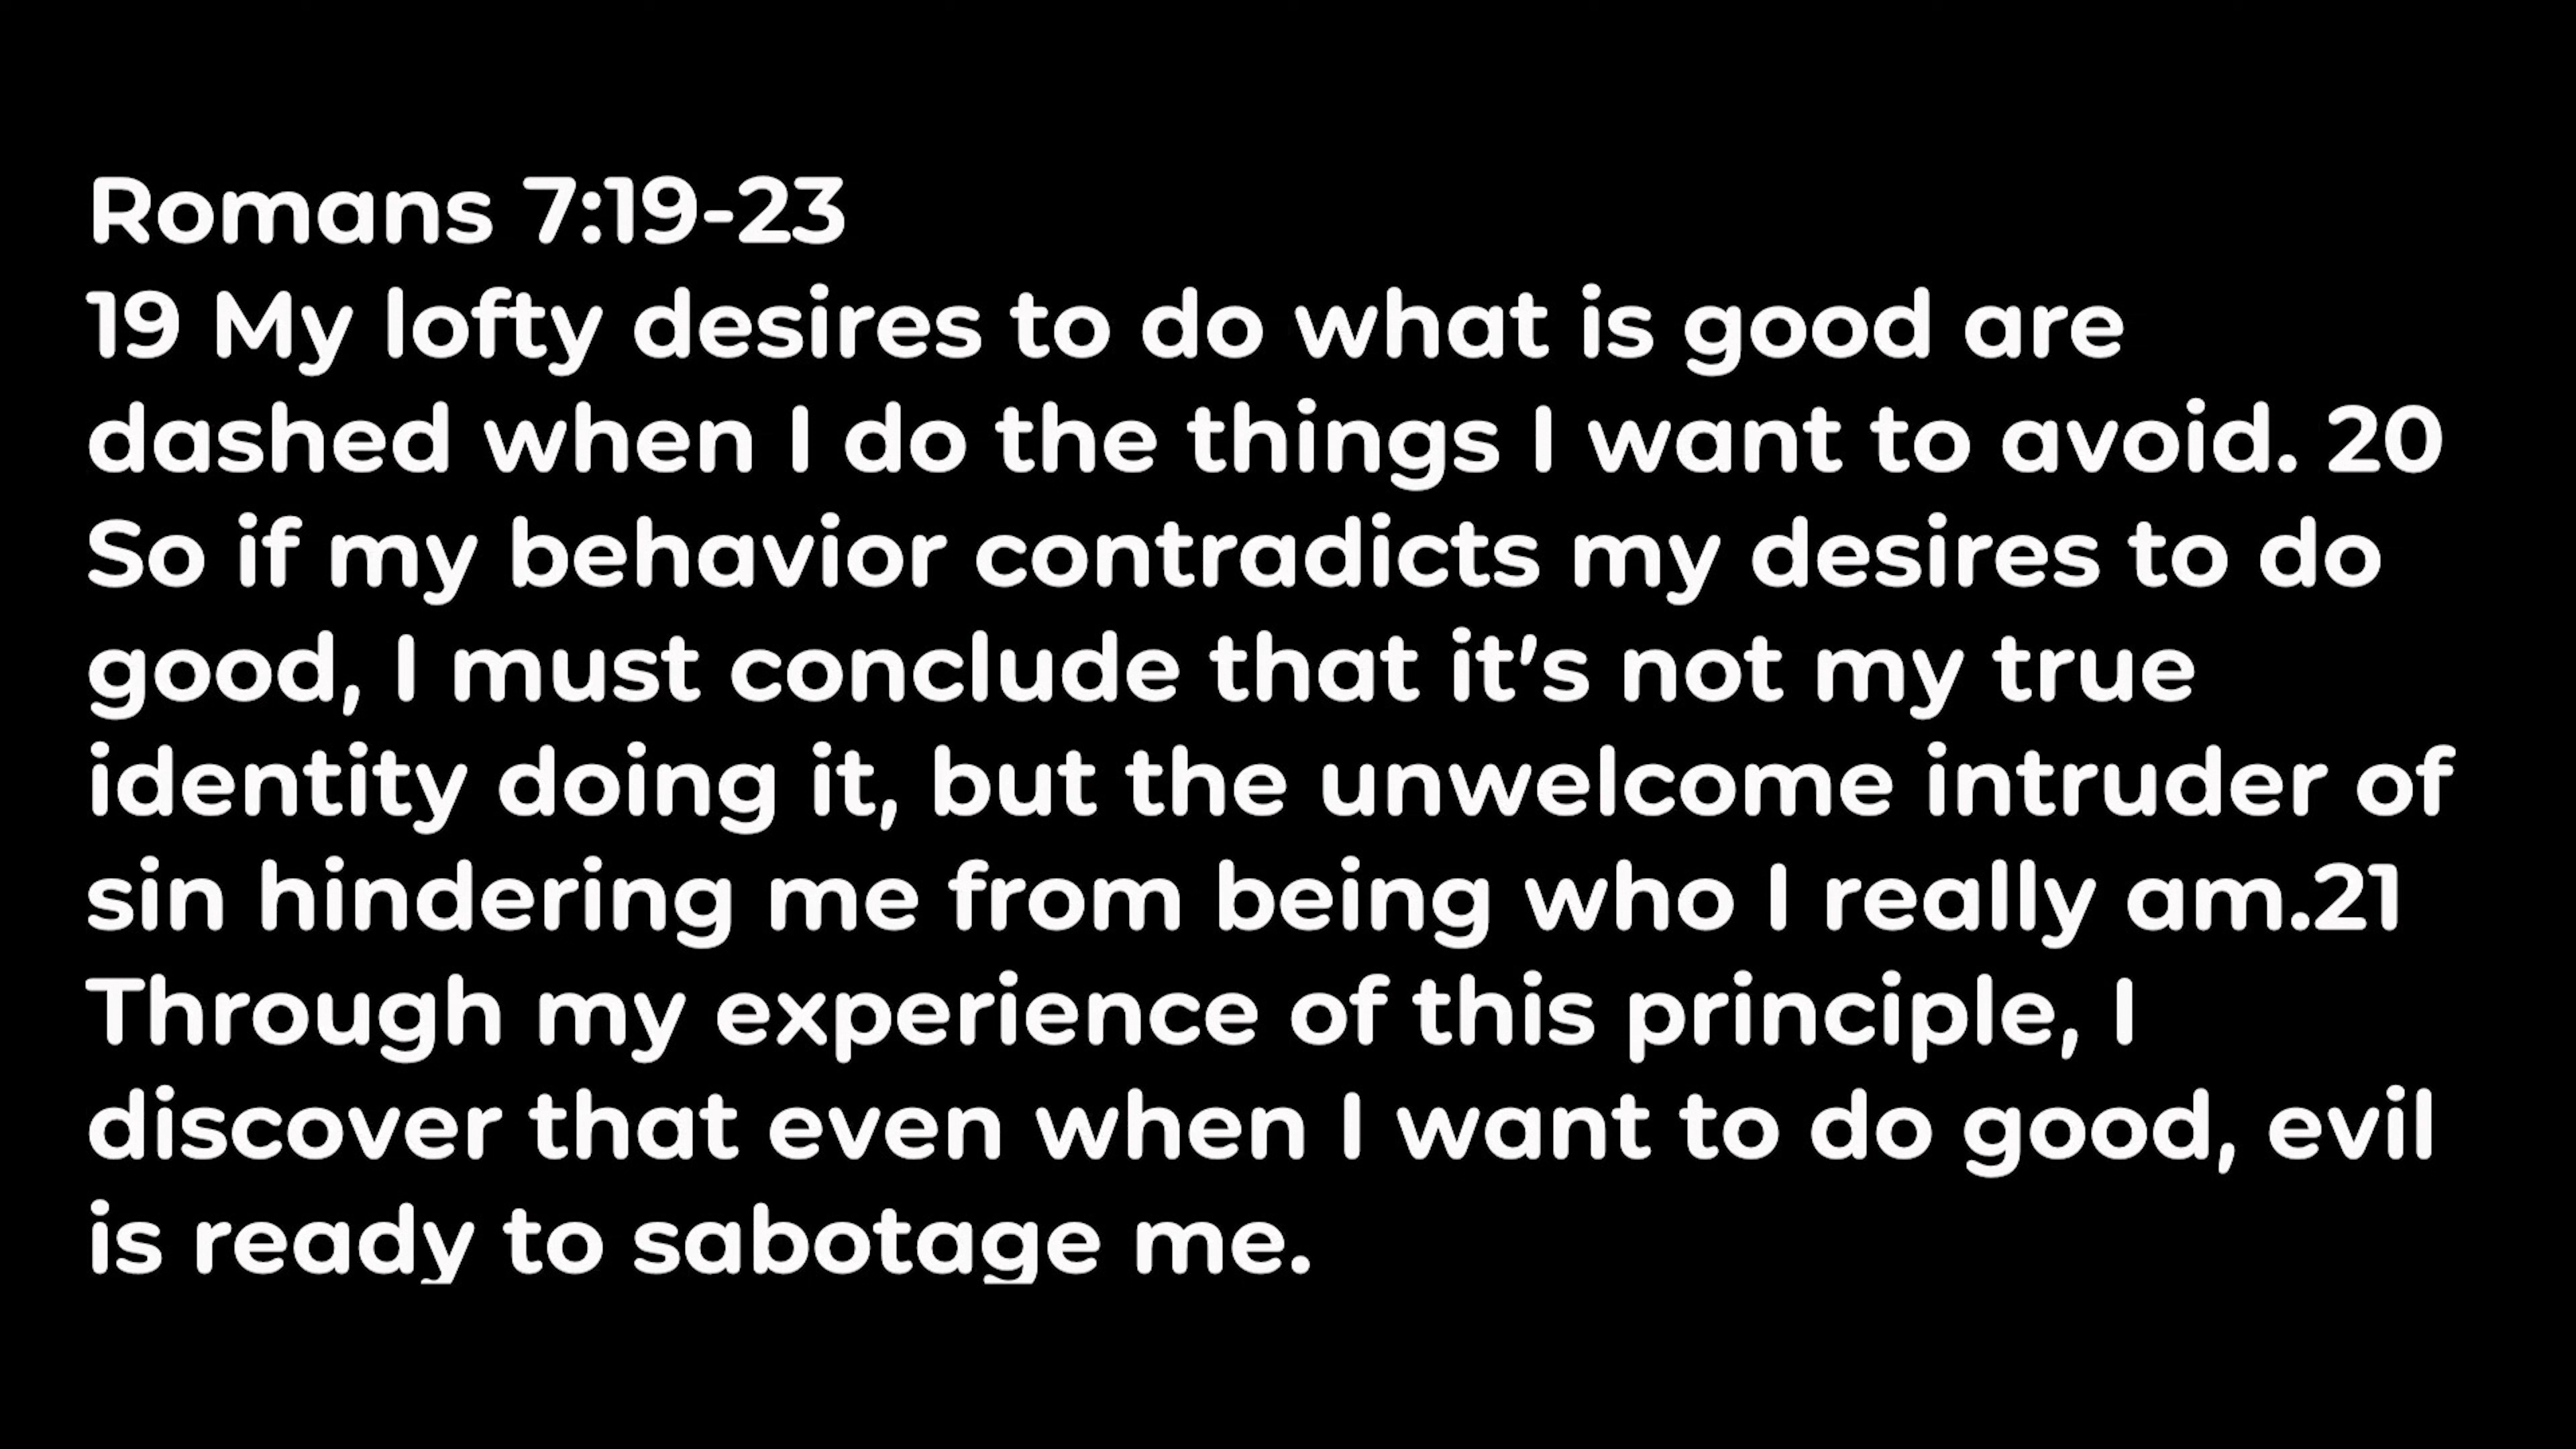 Romans 7:19-23
19 My lofty desires to do what is good are
dashed when I do the things I want to avoid. 20
So if my behavior contradicts my desires to do
good, I must conclude that it's not my true
identity doing it, but the unwelcome intruder of
sin hindering me from being who I really am.21
Through my experience of this principle, I
discover that even when I want to do good, evil
is ready to sabotage me.